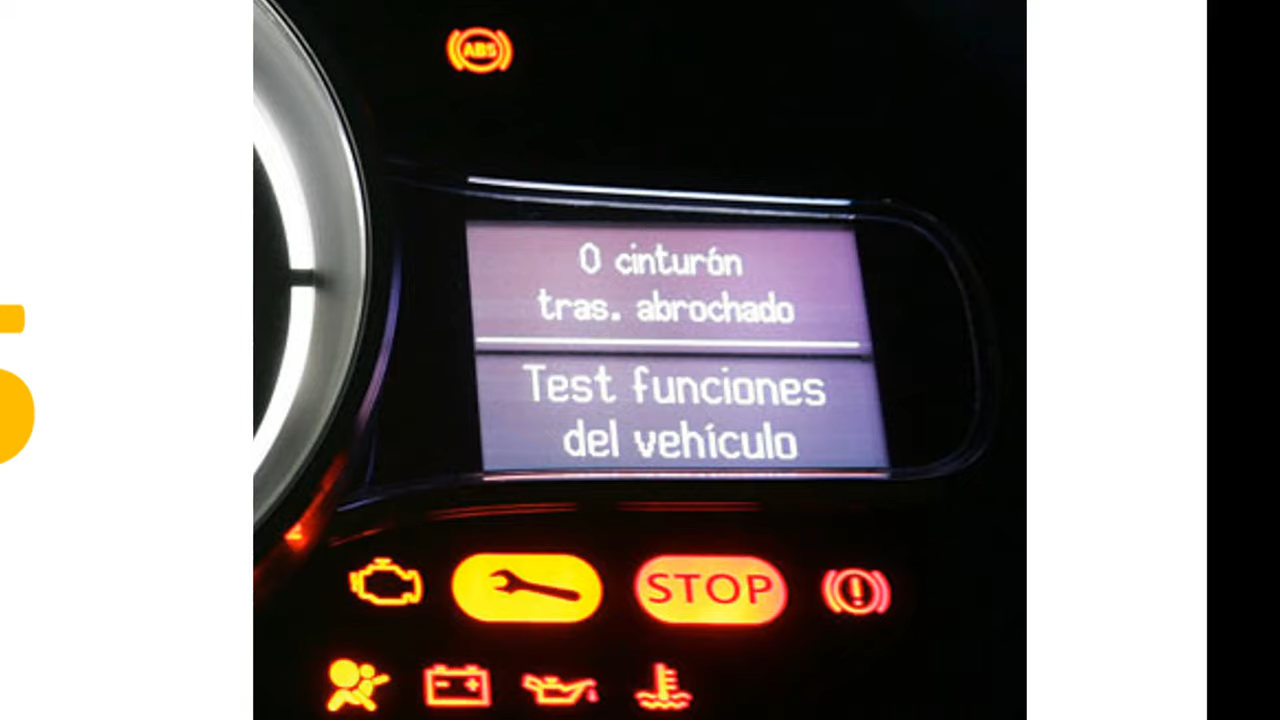 ABS
0 cinturón
tras. abrochado
Test funciones
del vehículo
STOP